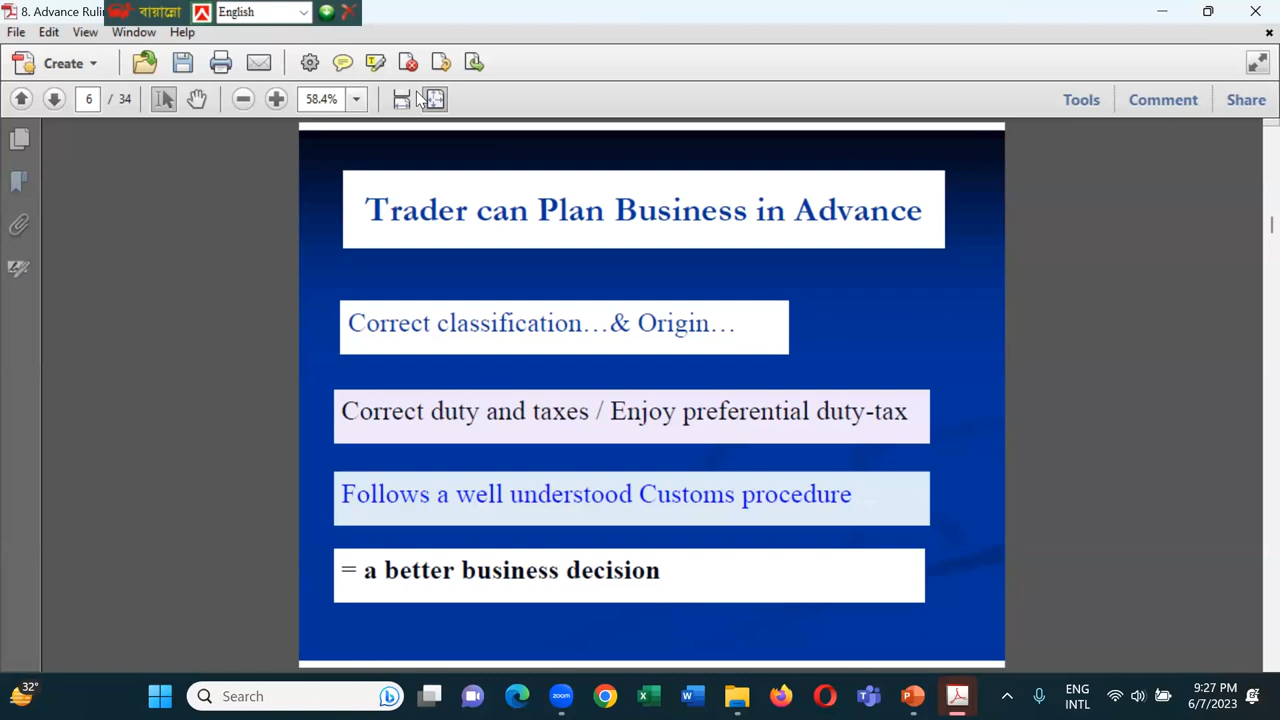 8. Advance Rulin
বায়ান্নো
English
File Edit View Window Help
Create
6 / 34
58.4%
Tools Comment Share
Trader can Plan Business in Advance
Correct classification…& Origin…
Correct duty and taxes / Enjoy preferential duty-tax
Follows a well understood Customs procedure
= a better business decision
32°
Search
zoom
ENG
INTL
9:27 PM
6/7/2023